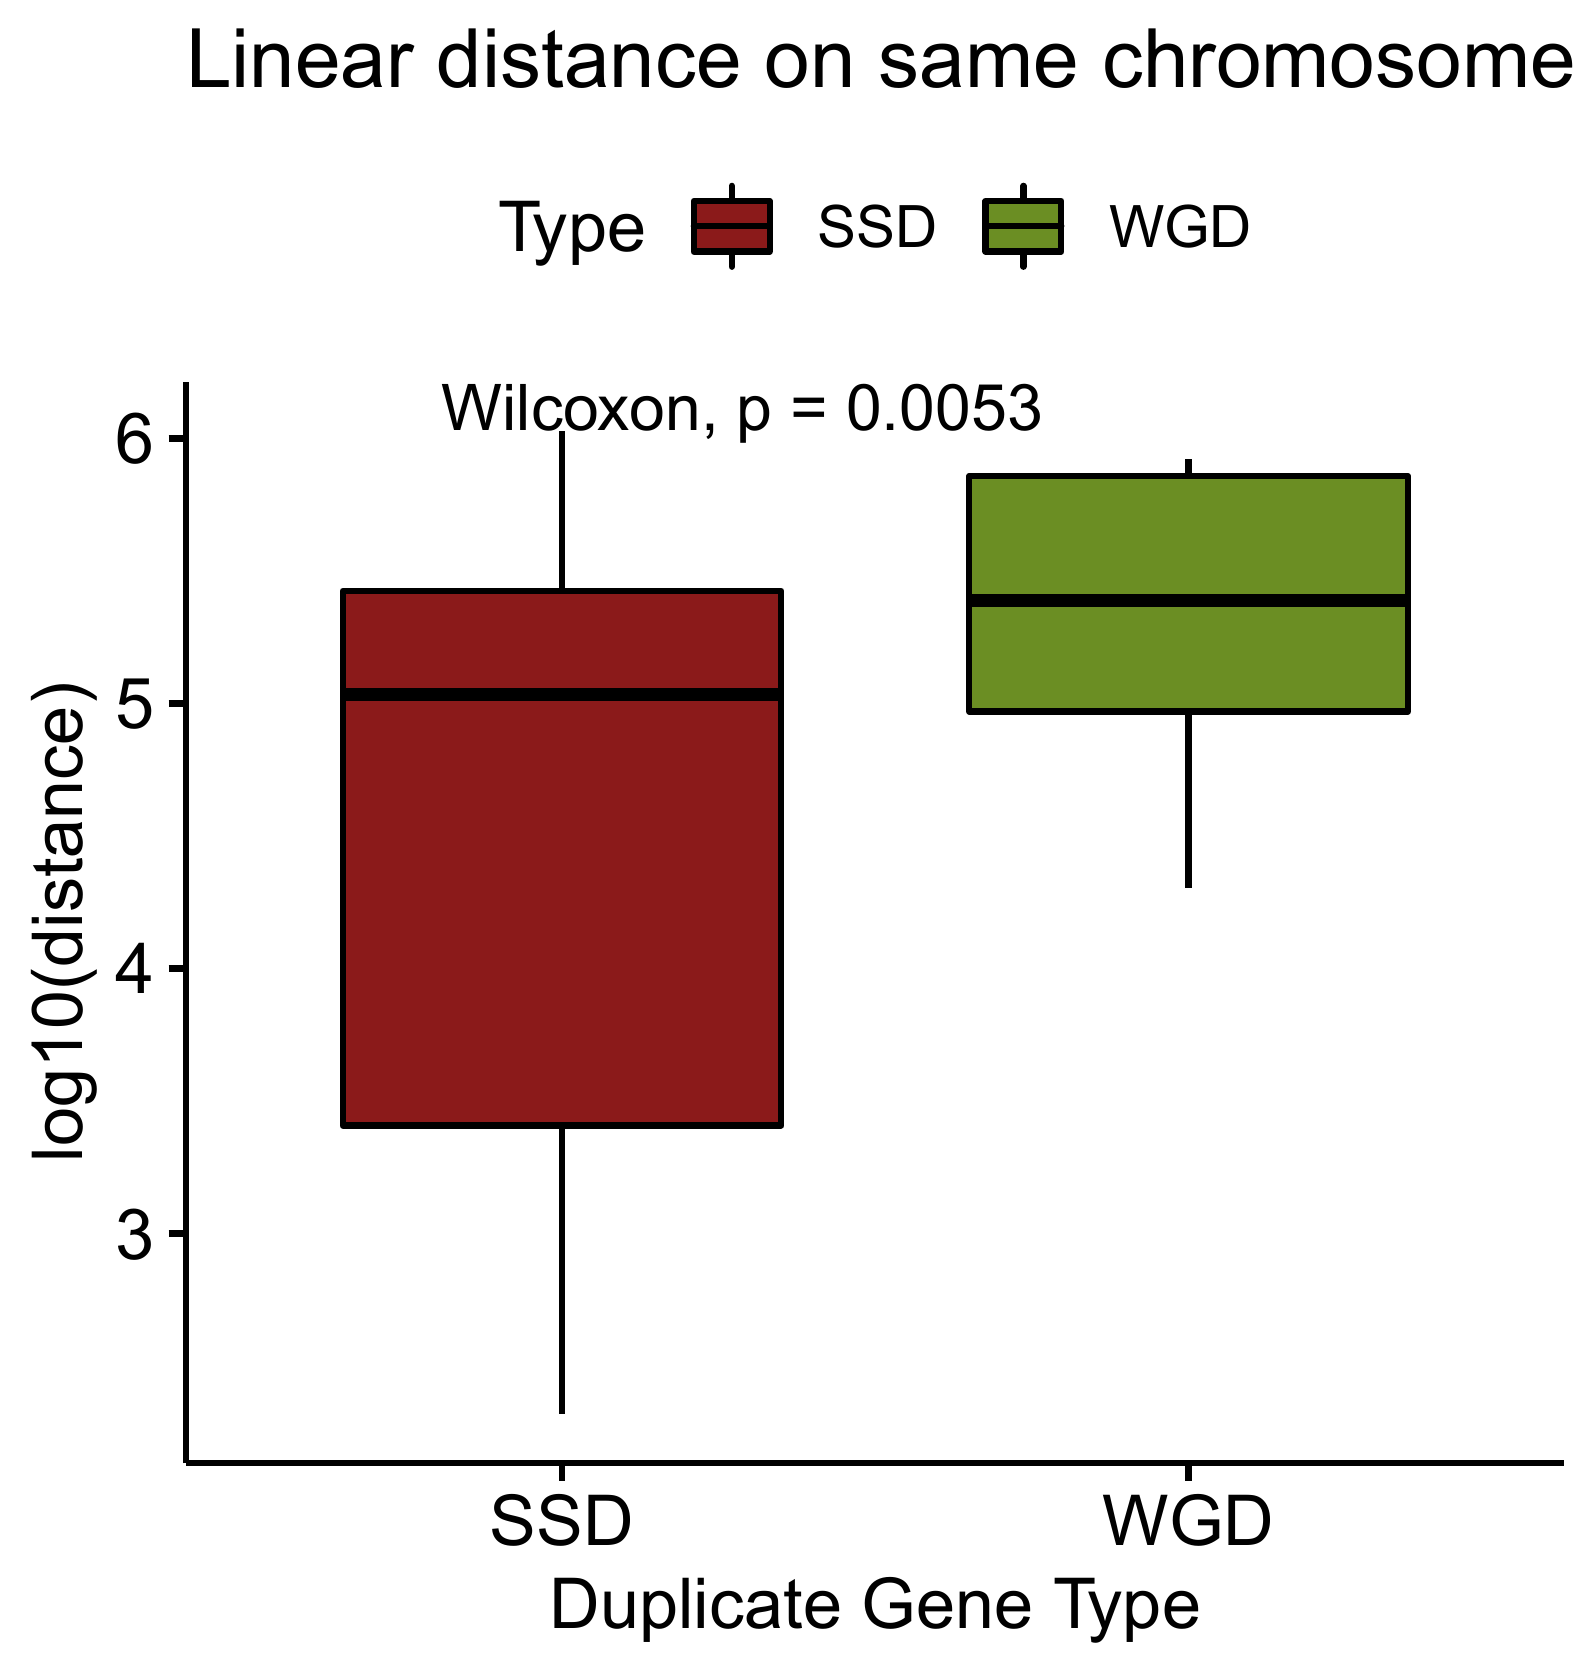 Linear distance on same chromosome
Type SSD WGD
Wilcoxon, p = 0.0053
6
5
4
3
log10(distance)
SSD WGD
Duplicate Gene Type